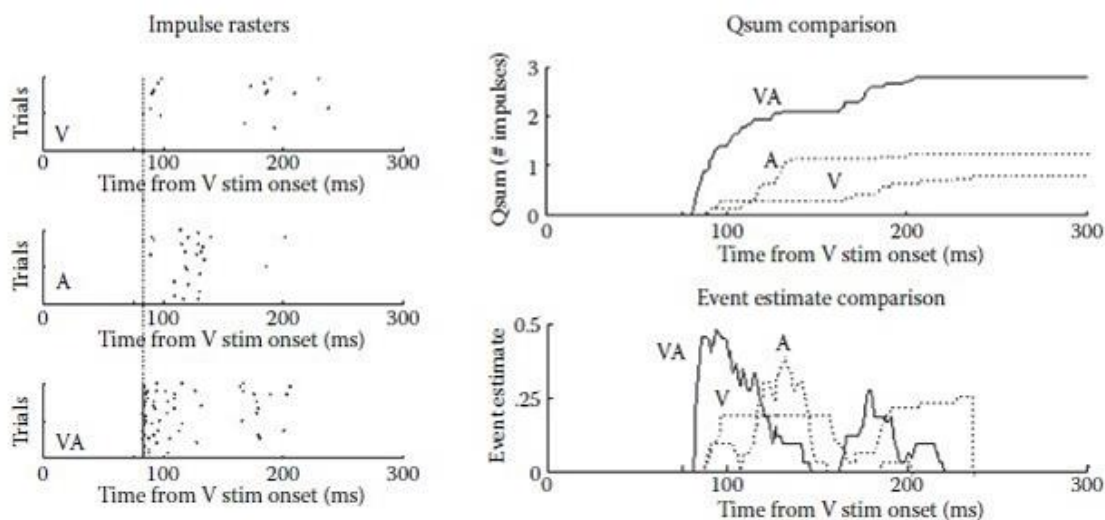 Impulse rasters
Trials
V
0 100 200 300
Time from V stim onset (ms)
Trials
A
0 100 200 300
Time from V stim onset (ms)
Trials
VA
0 100 200 300
Time from V stim onset (ms)
Qsum comparison
Qsum (# impulses)
3
2
1
0
VA
A
V
0 100 200 300
Time from V stim onset (ms)
Event estimate comparison
Event estimate
0.5
.25
0
VA
A
V
0 100 200 300
Time from V stim onset (ms)